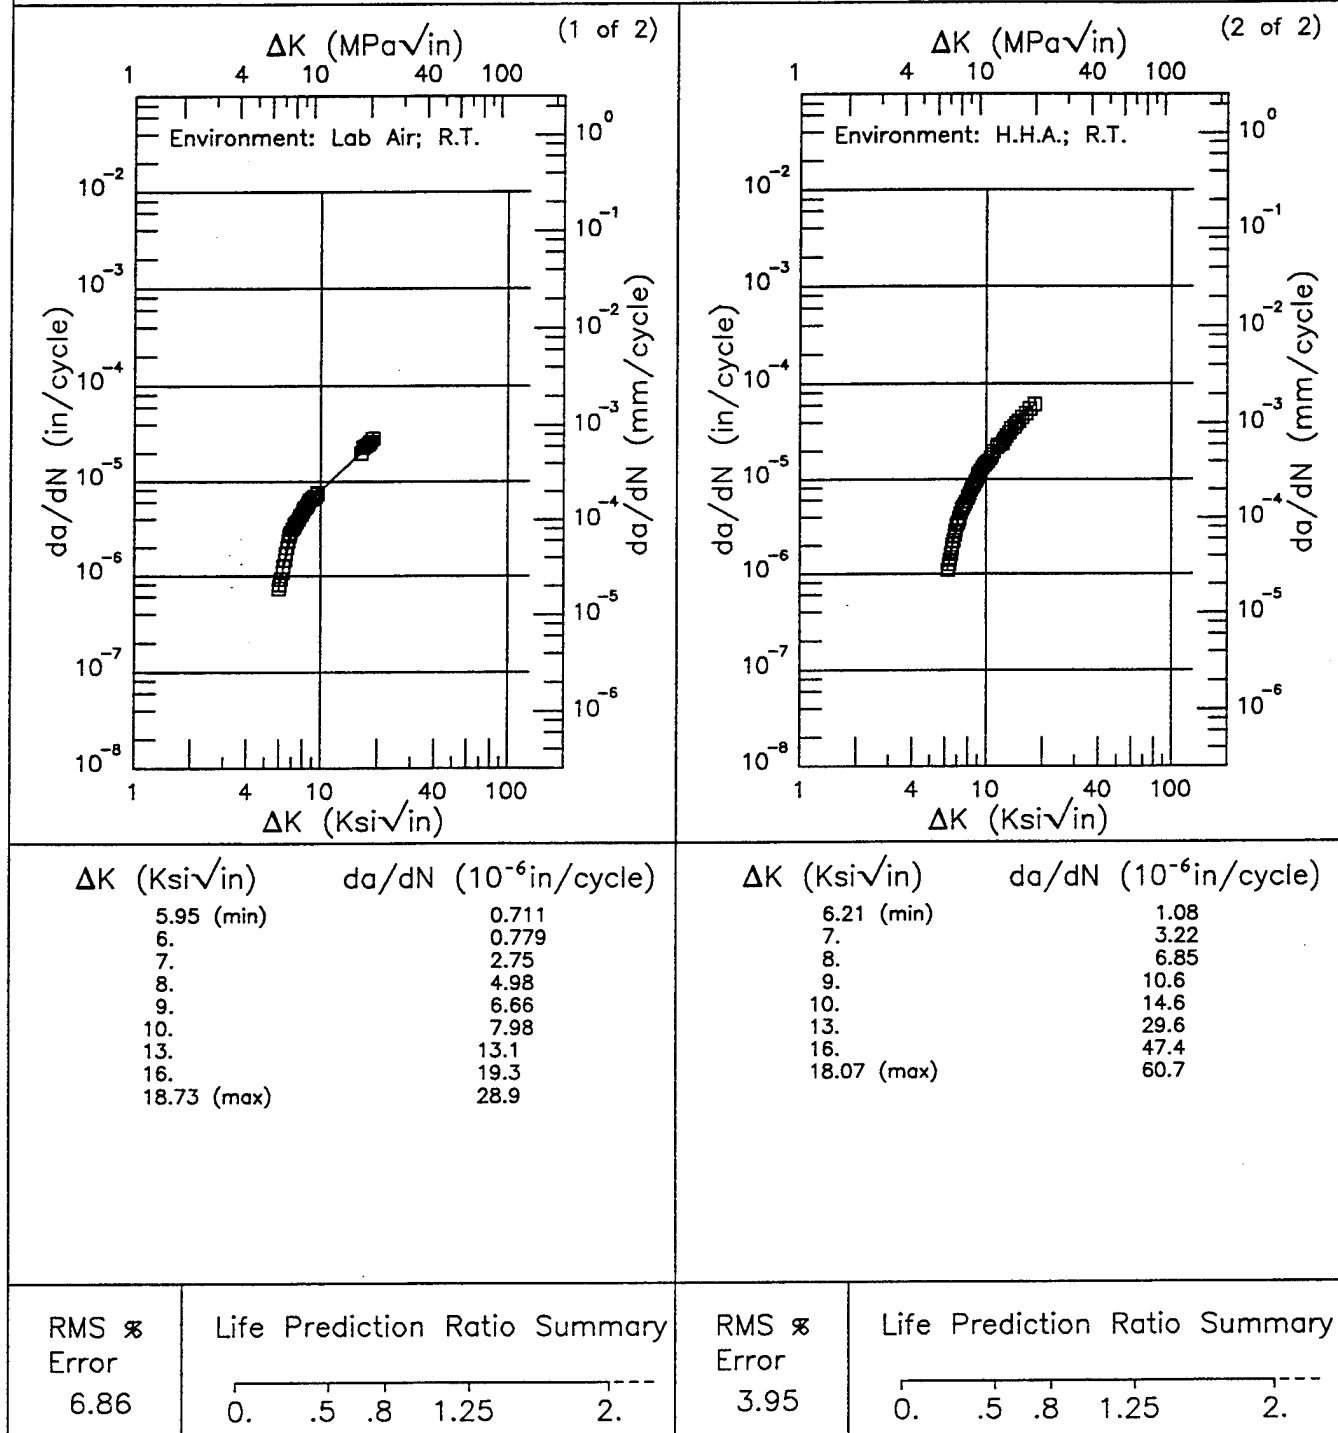 (1 of 2)
ΔK (MPa√in)
1 4 10 40 100
Environment: Lab Air; R.T.
10⁻²
10⁻³
10⁻⁴
10⁻⁵
10⁻⁶
10⁻⁷
10⁻⁸
da/dN (in/cycle)
10⁰
10⁻¹
10⁻²
10⁻³
10⁻⁴
10⁻⁵
10⁻⁶
da/dN (mm/cycle)
1 4 10 40 100
ΔK (Ksi√in)
ΔK (Ksi√in) da/dN (10⁻⁶in/cycle)
5.95 (min) 0.711
6. 0.779
7. 2.75
8. 4.98
9. 6.66
10. 7.98
13. 13.1
16. 19.3
18.73 (max) 28.9
RMS % Life Prediction Ratio Summary
Error
6.86
0. .5 .8 1.25 2.
(2 of 2)
ΔK (MPa√in)
1 4 10 40 100
Environment: H.H.A.; R.T.
10⁻²
10⁻³
10⁻⁴
10⁻⁵
10⁻⁶
10⁻⁷
10⁻⁸
da/dN (in/cycle)
10⁰
10⁻¹
10⁻²
10⁻³
10⁻⁴
10⁻⁵
10⁻⁶
da/dN (mm/cycle)
1 4 10 40 100
ΔK (Ksi√in)
ΔK (Ksi√in) da/dN (10⁻⁶in/cycle)
6.21 (min) 1.08
7. 3.22
8. 6.85
9. 10.6
10. 14.6
13. 29.6
16. 47.4
18.07 (max) 60.7
RMS % Life Prediction Ratio Summary
Error
3.95
0. .5 .8 1.25 2.